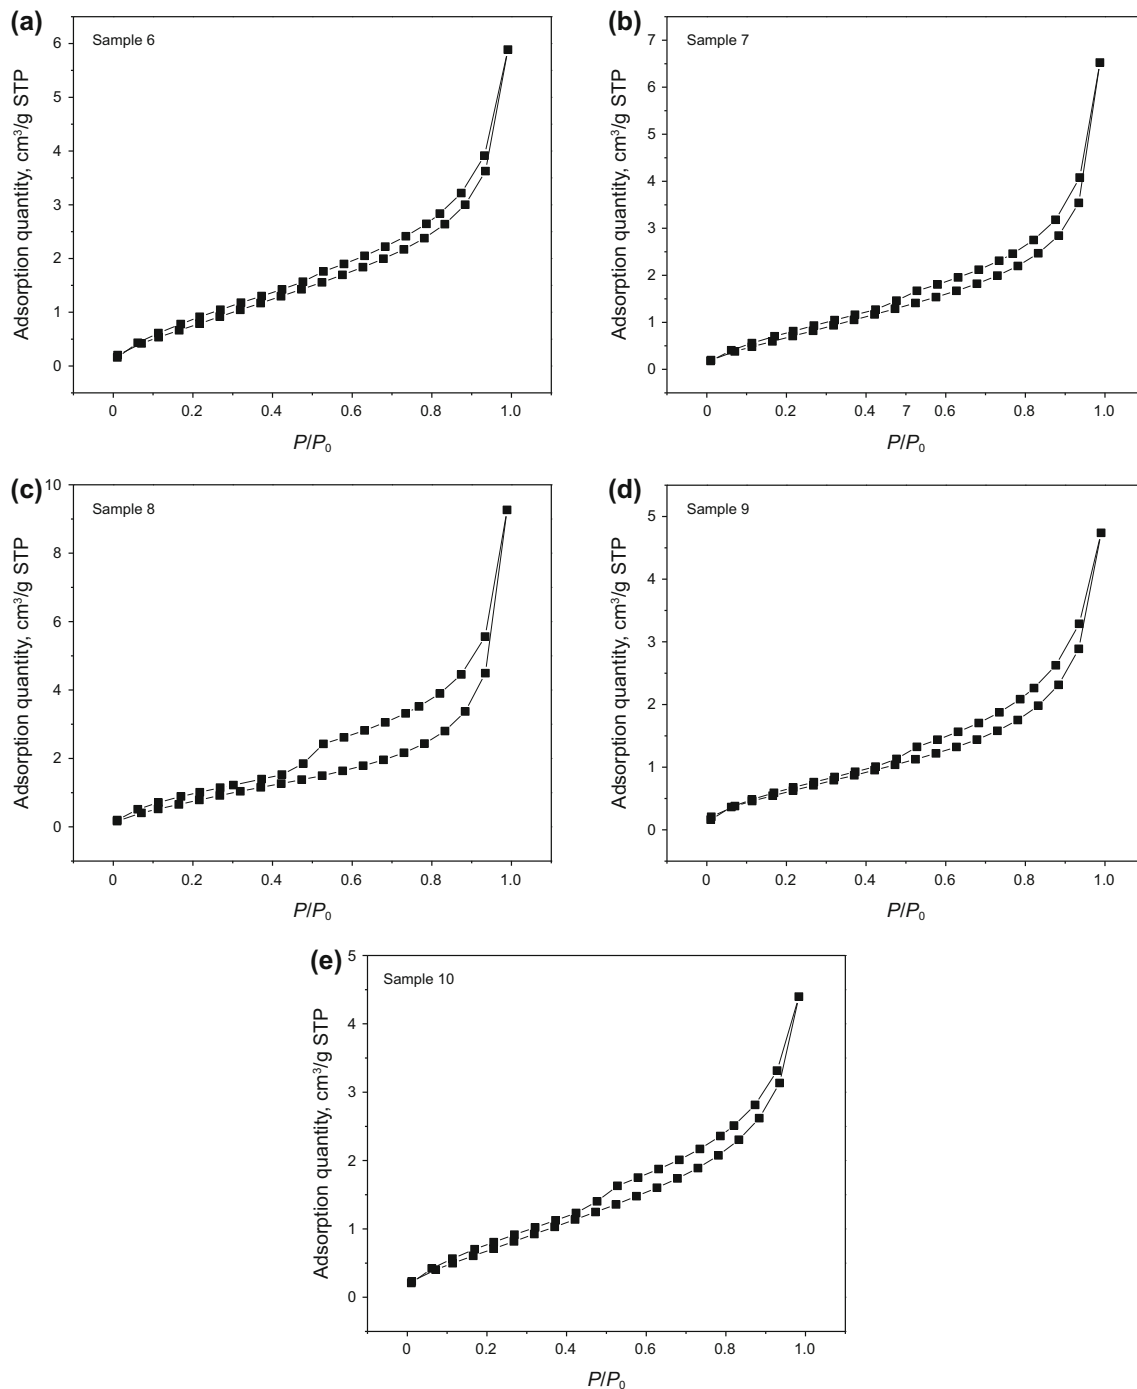 (a)
Sample 6
Adsorption quantity, cm³/g STP
6
5
4
3
2
1
0
0 0.2 0.4 0.6 0.8 1.0
P/P₀
(b)
Sample 7
Adsorption quantity, cm³/g STP
7
6
5
4
3
2
1
0
0 0.2 0.4 7 0.6 0.8 1.0
P/P₀
(c)
Sample 8
Adsorption quantity, cm³/g STP
10
8
6
4
2
0
0 0.2 0.4 0.6 0.8 1.0
P/P₀
(d)
Sample 9
Adsorption quantity, cm³/g STP
5
4
3
2
1
0
0 0.2 0.4 0.6 0.8 1.0
P/P₀
(e)
Sample 10
Adsorption quantity, cm³/g STP
5
4
3
2
1
0
0 0.2 0.4 0.6 0.8 1.0
P/P₀